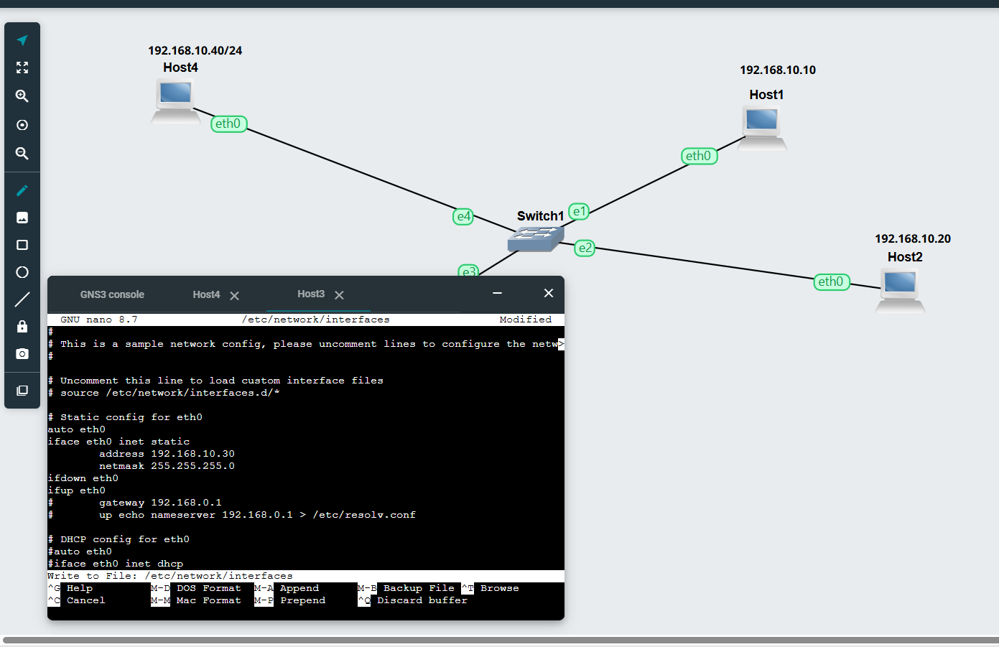 192.168.10.40/24
Host4
eth0
192.168.10.10
Host1
eth0
e4
Switch1
e1
e2
192.168.10.20
Host2
eth0
e3
GNS3 console
Host4
Host3
GNU nano 8.7 /etc/network/interfaces Modified
#
# This is a sample network config, please uncomment lines to configure the netw>
#
# Uncomment this line to load custom interface files
# source /etc/network/interfaces.d/*
# Static config for eth0
auto eth0
iface eth0 inet static
address 192.168.10.30
netmask 255.255.255.0
ifdown eth0
ifup eth0
# gateway 192.168.0.1
# up echo nameserver 192.168.0.1 > /etc/resolv.conf
# DHCP config for eth0
#auto eth0
#iface eth0 inet dhcp
Write to File: /etc/network/interfaces
^G Help M-D DOS Format M-A Append M-B Backup File ^T Browse
^C Cancel M-M Mac Format M-P Prepend ^Q Discard buffer